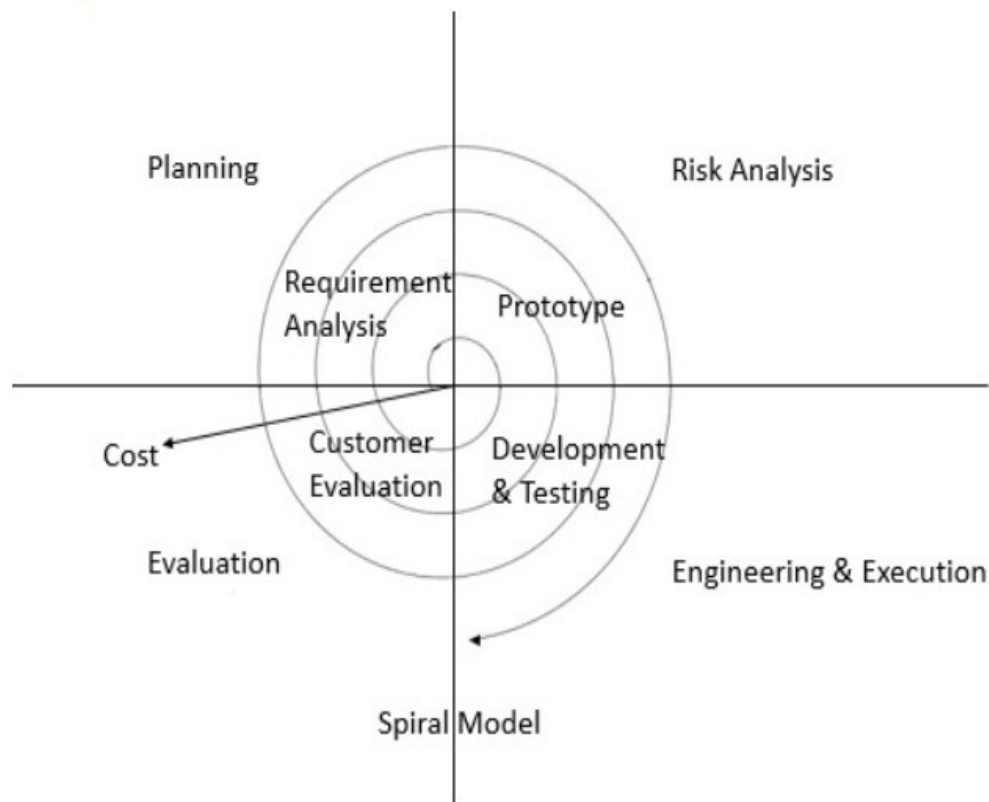 Planning
Risk Analysis
Requirement
Analysis
Prototype
Cost
Customer
Evaluation
Development
& Testing
Evaluation
Engineering & Execution
Spiral Model